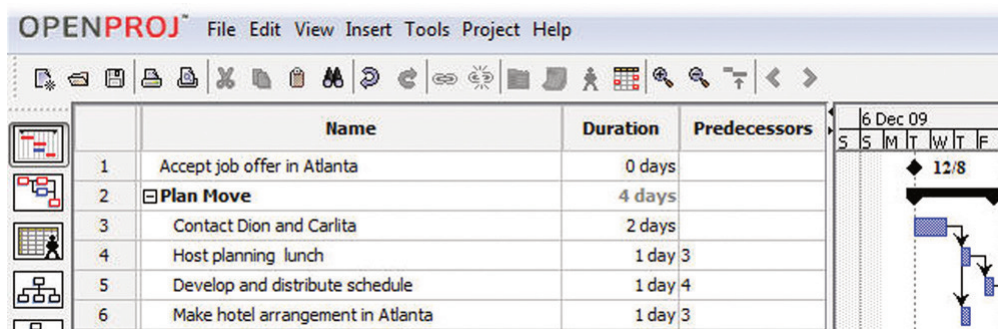 OPENPROJ™ File Edit View Insert Tools Project Help
Name Duration Predecessors 6 Dec 09
S S M T W T F
1 Accept job offer in Atlanta 0 days 12/8
2 Plan Move 4 days
3 Contact Dion and Carlita 2 days
4 Host planning lunch 1 day 3
5 Develop and distribute schedule 1 day 4
6 Make hotel arrangement in Atlanta 1 day 3